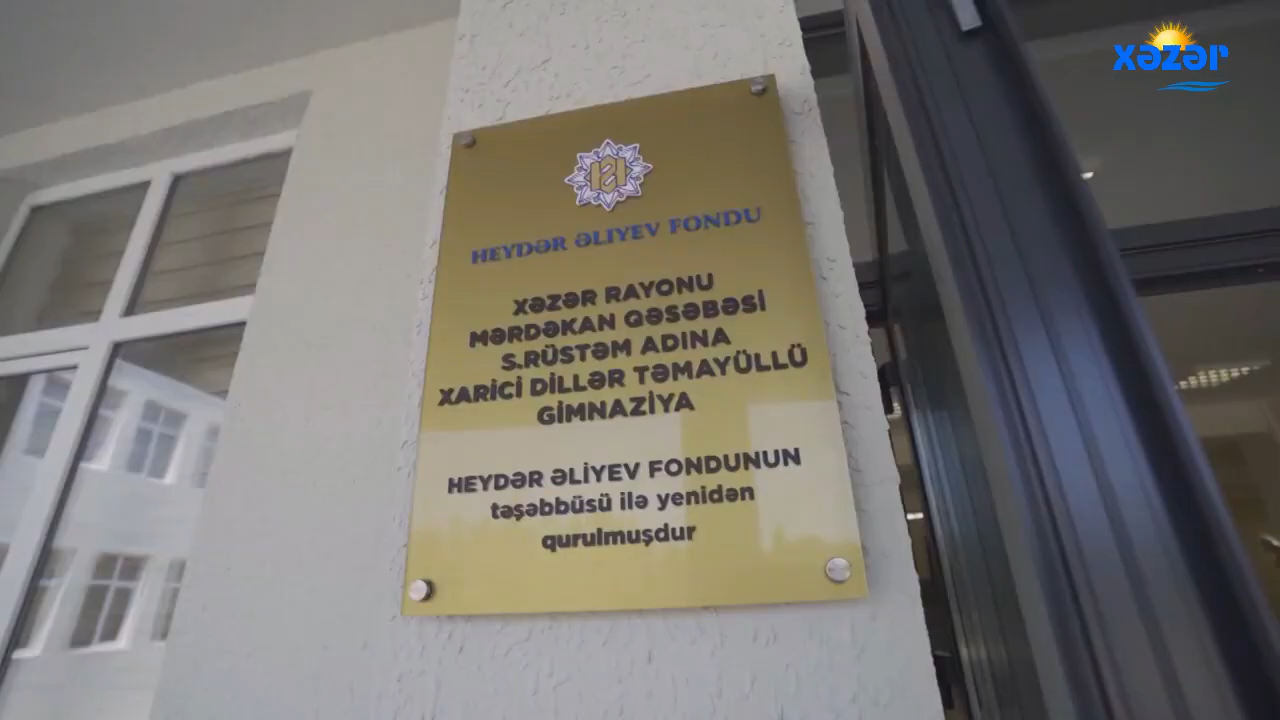 xəzər
HEYDƏR ƏLİYEV FONDU
XƏZƏR RAYONU
MƏRDƏKAN QƏSƏBƏSİ
S.RÜSTƏM ADINA
XARİCİ DİLLƏR TƏMAYÜLLÜ
GİMNAZİYA
HEYDƏR ƏLİYEV FONDUNUN
təşəbbüsü ilə yenidən
qurulmuşdur